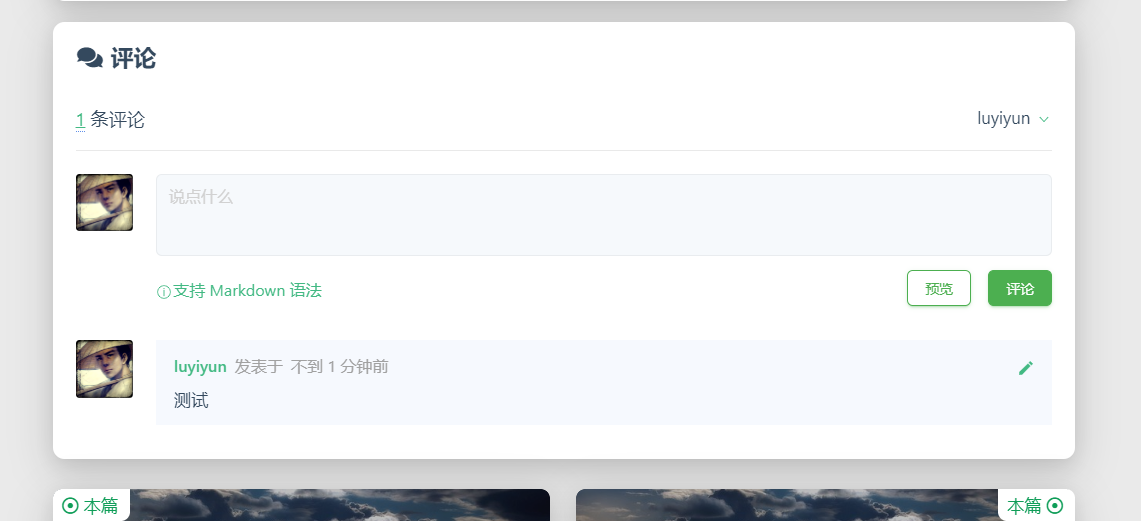 评论
1 条评论
luyiyun
说点什么
支持 Markdown 语法
预览
评论
luyiyun 发表于 不到 1 分钟前
测试
本篇
本篇